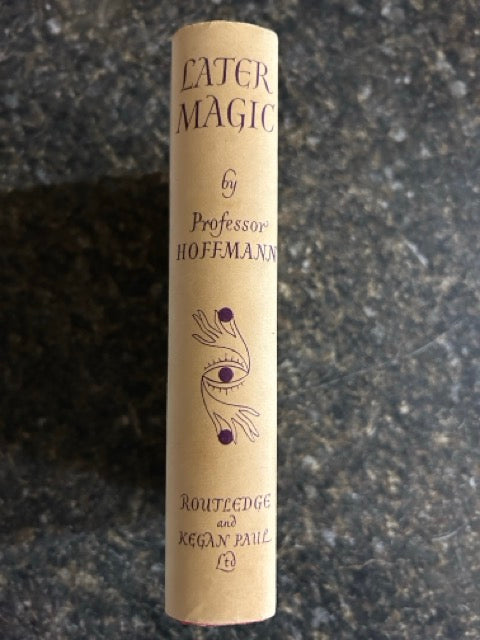 LATER
MAGIC
by
Professor
HOFFMANN
ROUTLEDGE
and
KEGAN PAUL
Ltd